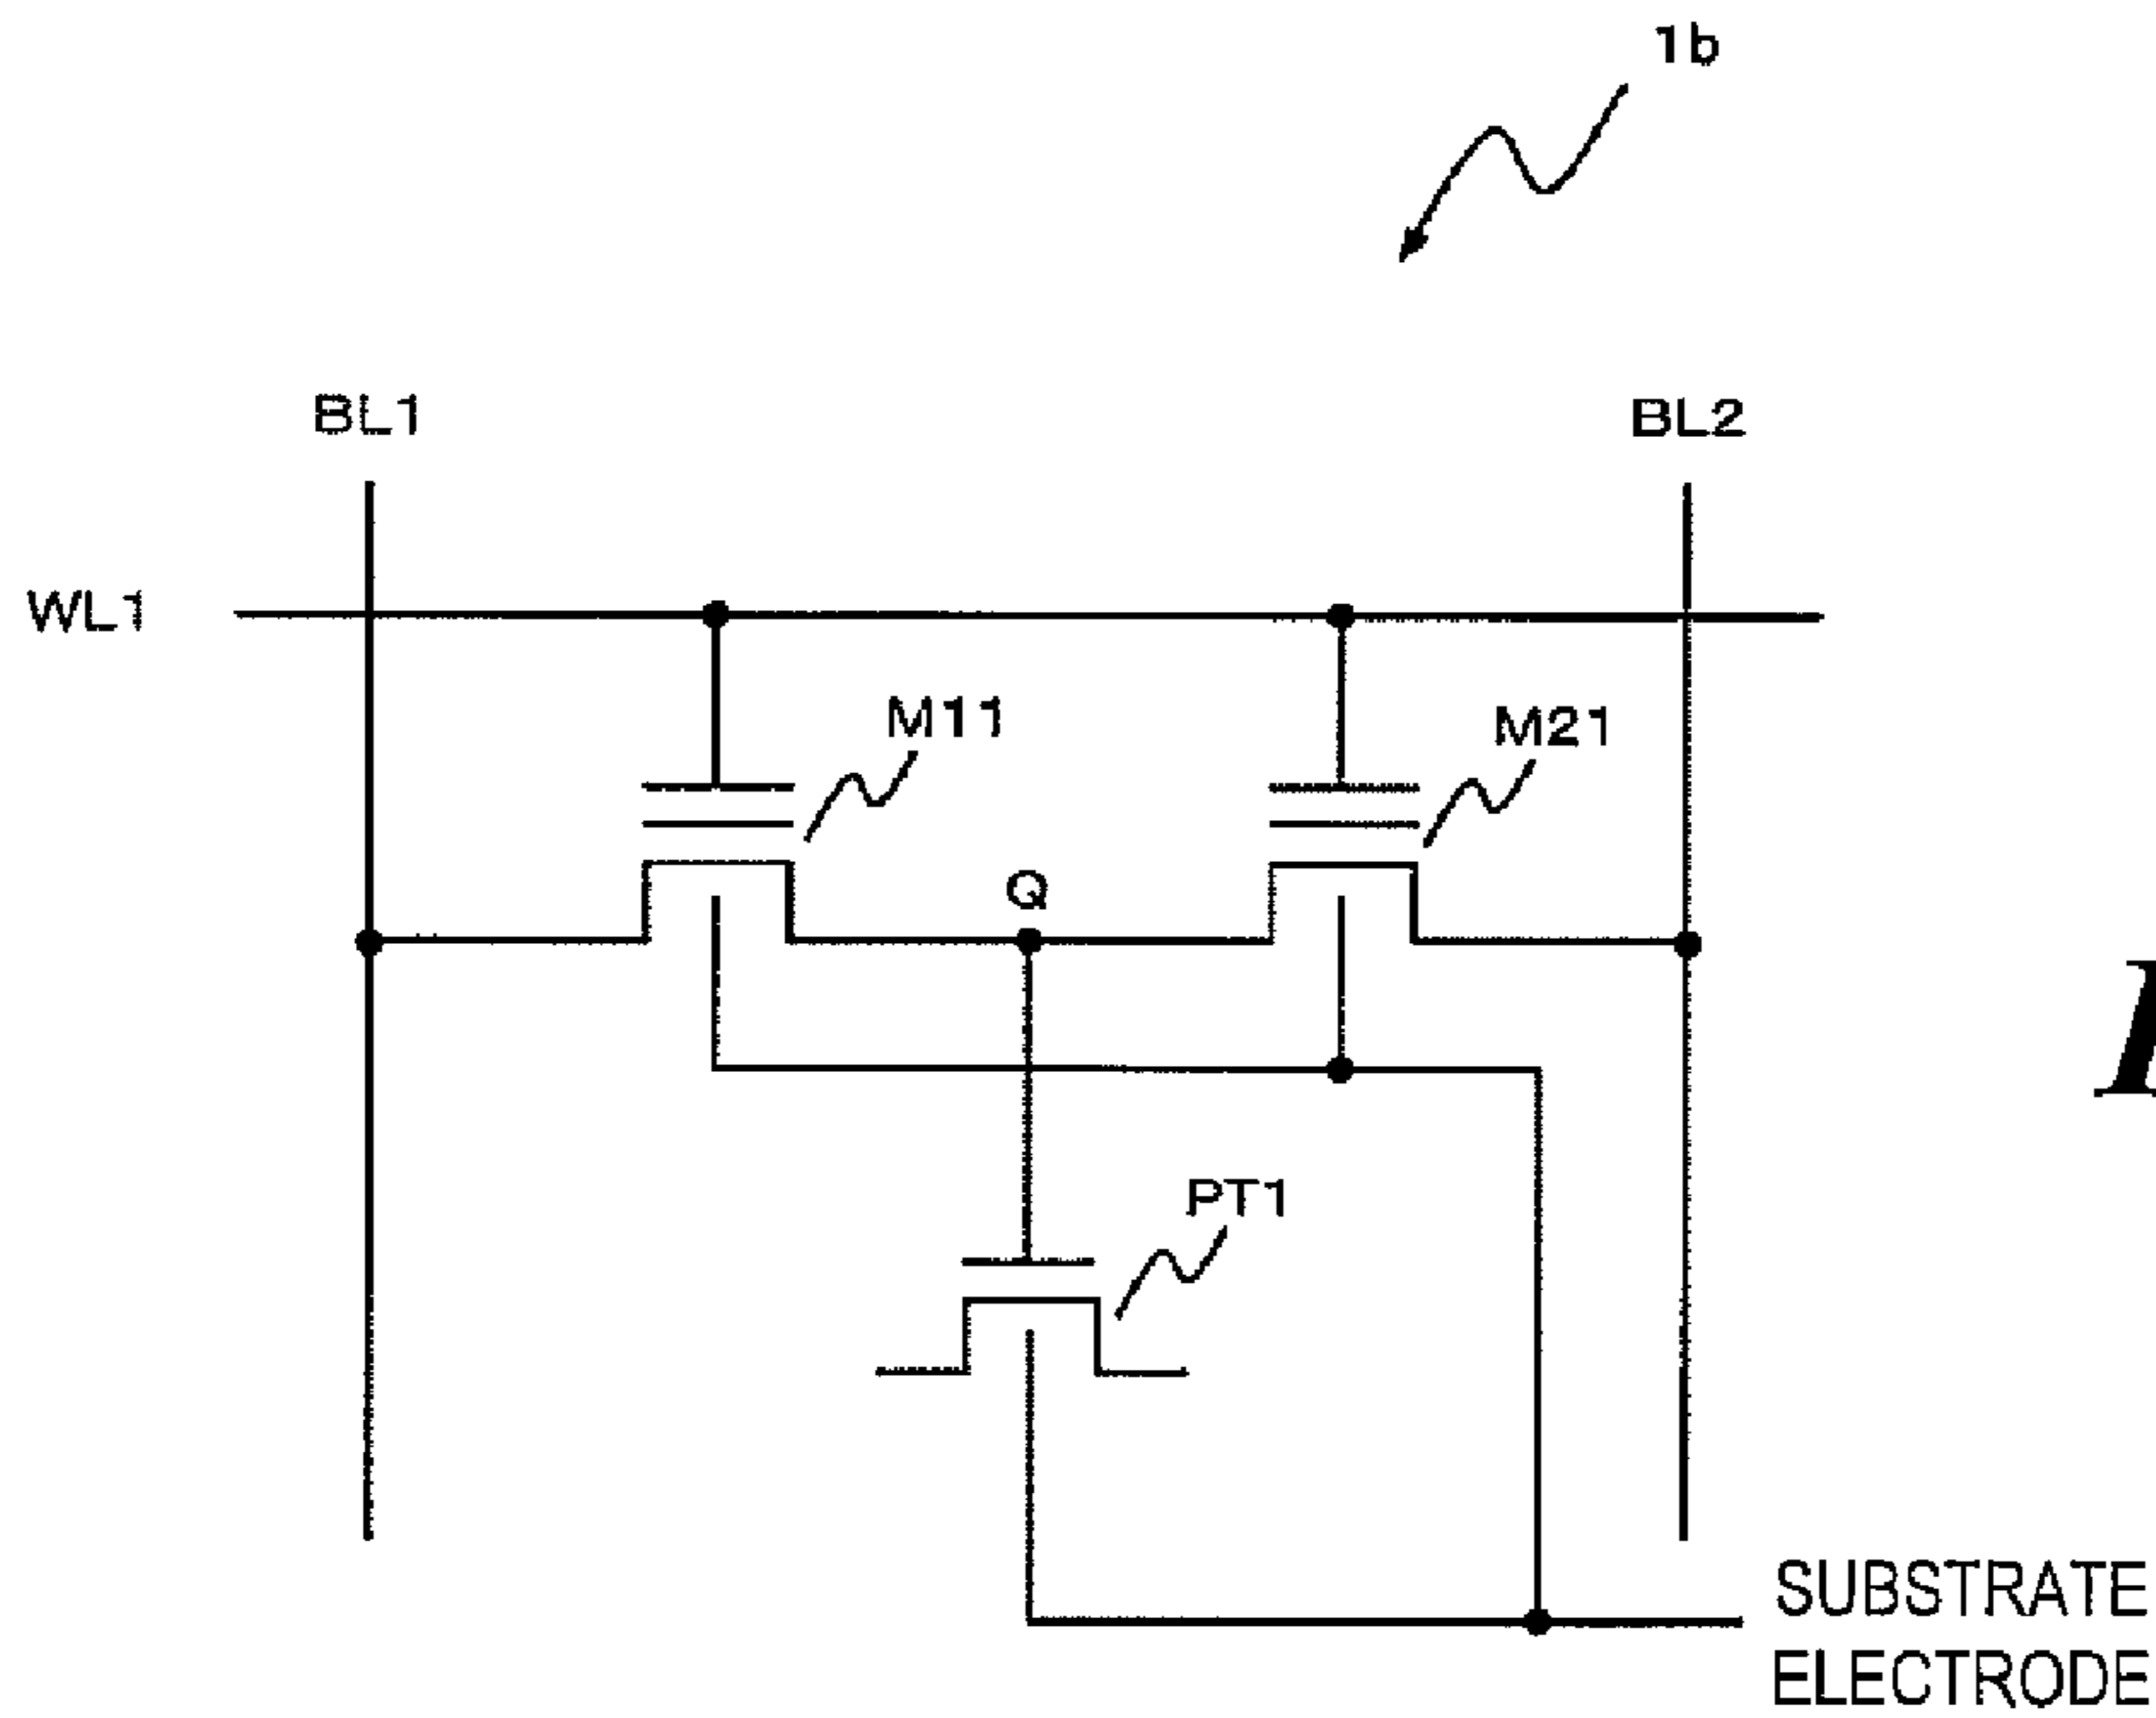 1b
BL1
BL2
WL1
M11
M21
Q
PT1
SUBSTRATE
ELECTRODE